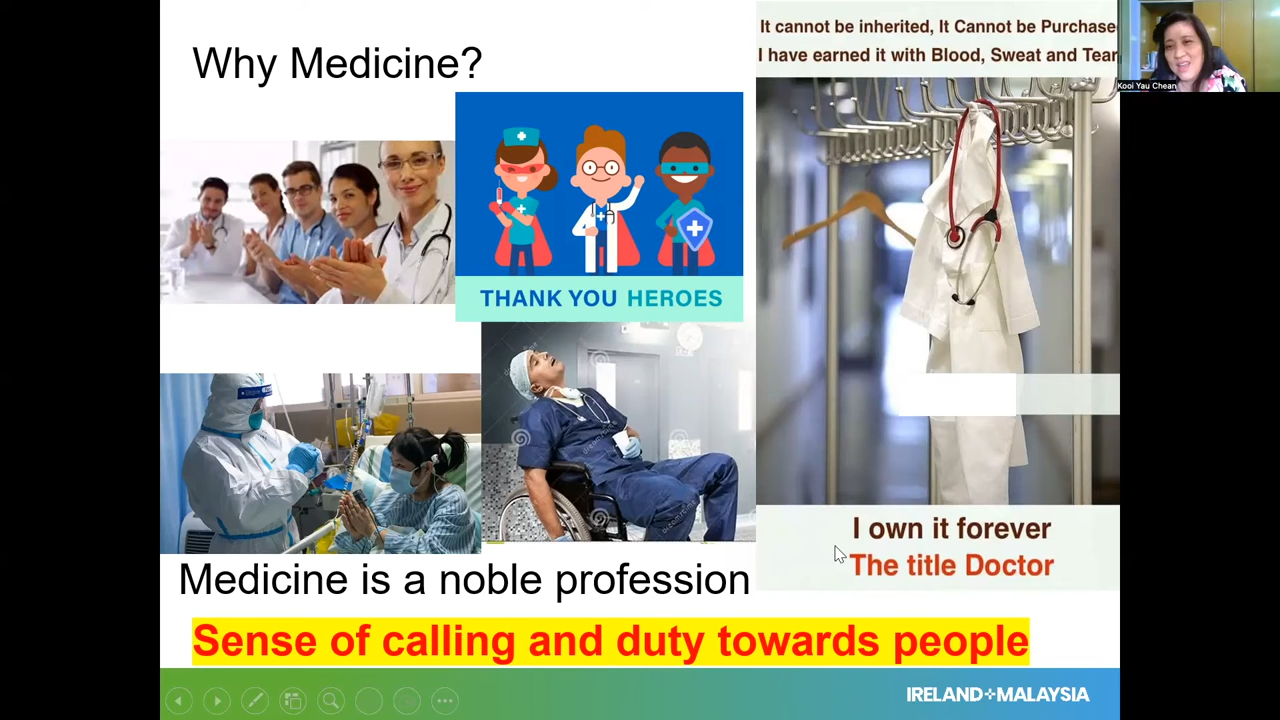 Why Medicine?
It cannot be inherited, It Cannot be Purchase
I have earned it with Blood, Sweat and Tear
Kooi Yau Chean
THANK YOU HEROES
I own it forever
The title Doctor
Medicine is a noble profession
Sense of calling and duty towards people
IRELAND MALAYSIA